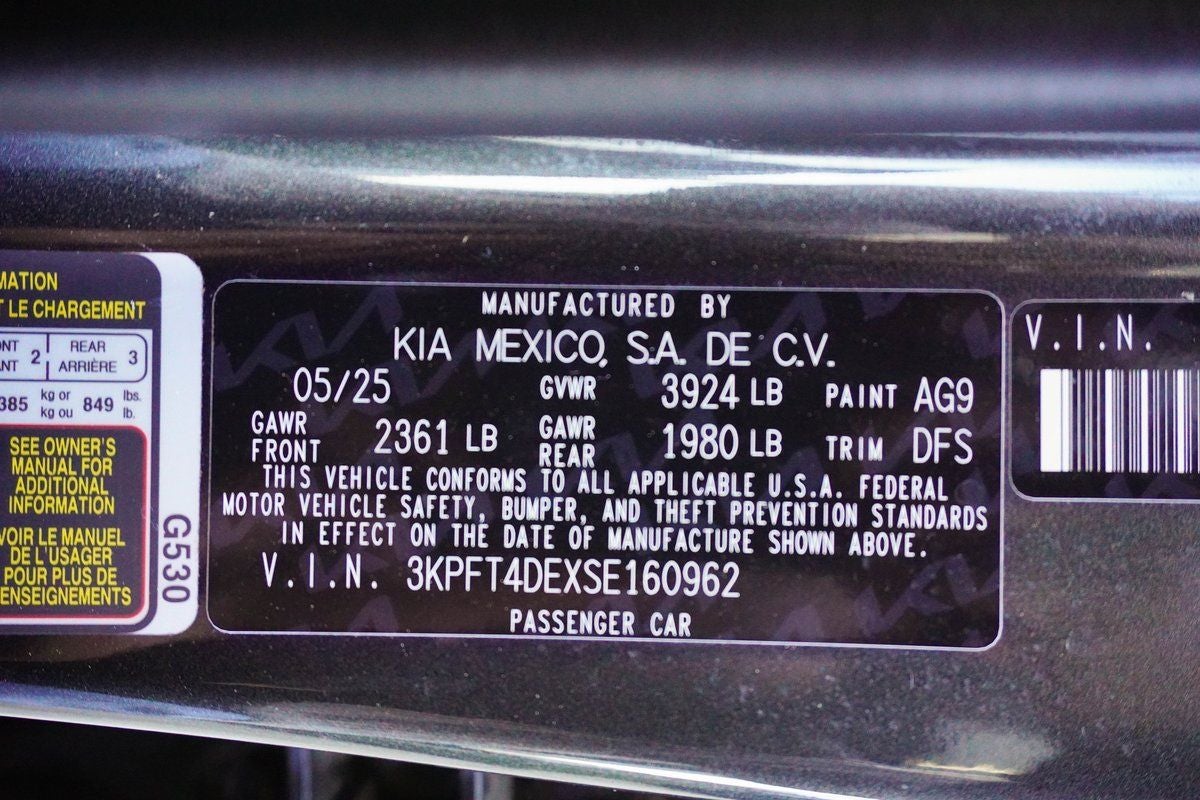 MATION
T LE CHARGEMENT
NT 2 REAR 3
ANT ARRIÈRE
385 kg or 849 lbs.
kg ou lb.
SEE OWNER'S
MANUAL FOR
ADDITIONAL
INFORMATION
VOIR LE MANUEL
DE L'USAGER
POUR PLUS DE
ENSEIGNEMENTS
G530
MANUFACTURED BY
KIA MEXICO, S.A. DE C.V.
05/25 GVWR 3924 LB PAINT AG9
GAWR FRONT 2361 LB GAWR REAR 1980 LB TRIM DFS
THIS VEHICLE CONFORMS TO ALL APPLICABLE U.S.A. FEDERAL
MOTOR VEHICLE SAFETY, BUMPER, AND THEFT PREVENTION STANDARDS
IN EFFECT ON THE DATE OF MANUFACTURE SHOWN ABOVE.
V.I.N. 3KPFT4DEXSE160962
PASSENGER CAR
V.I.N.